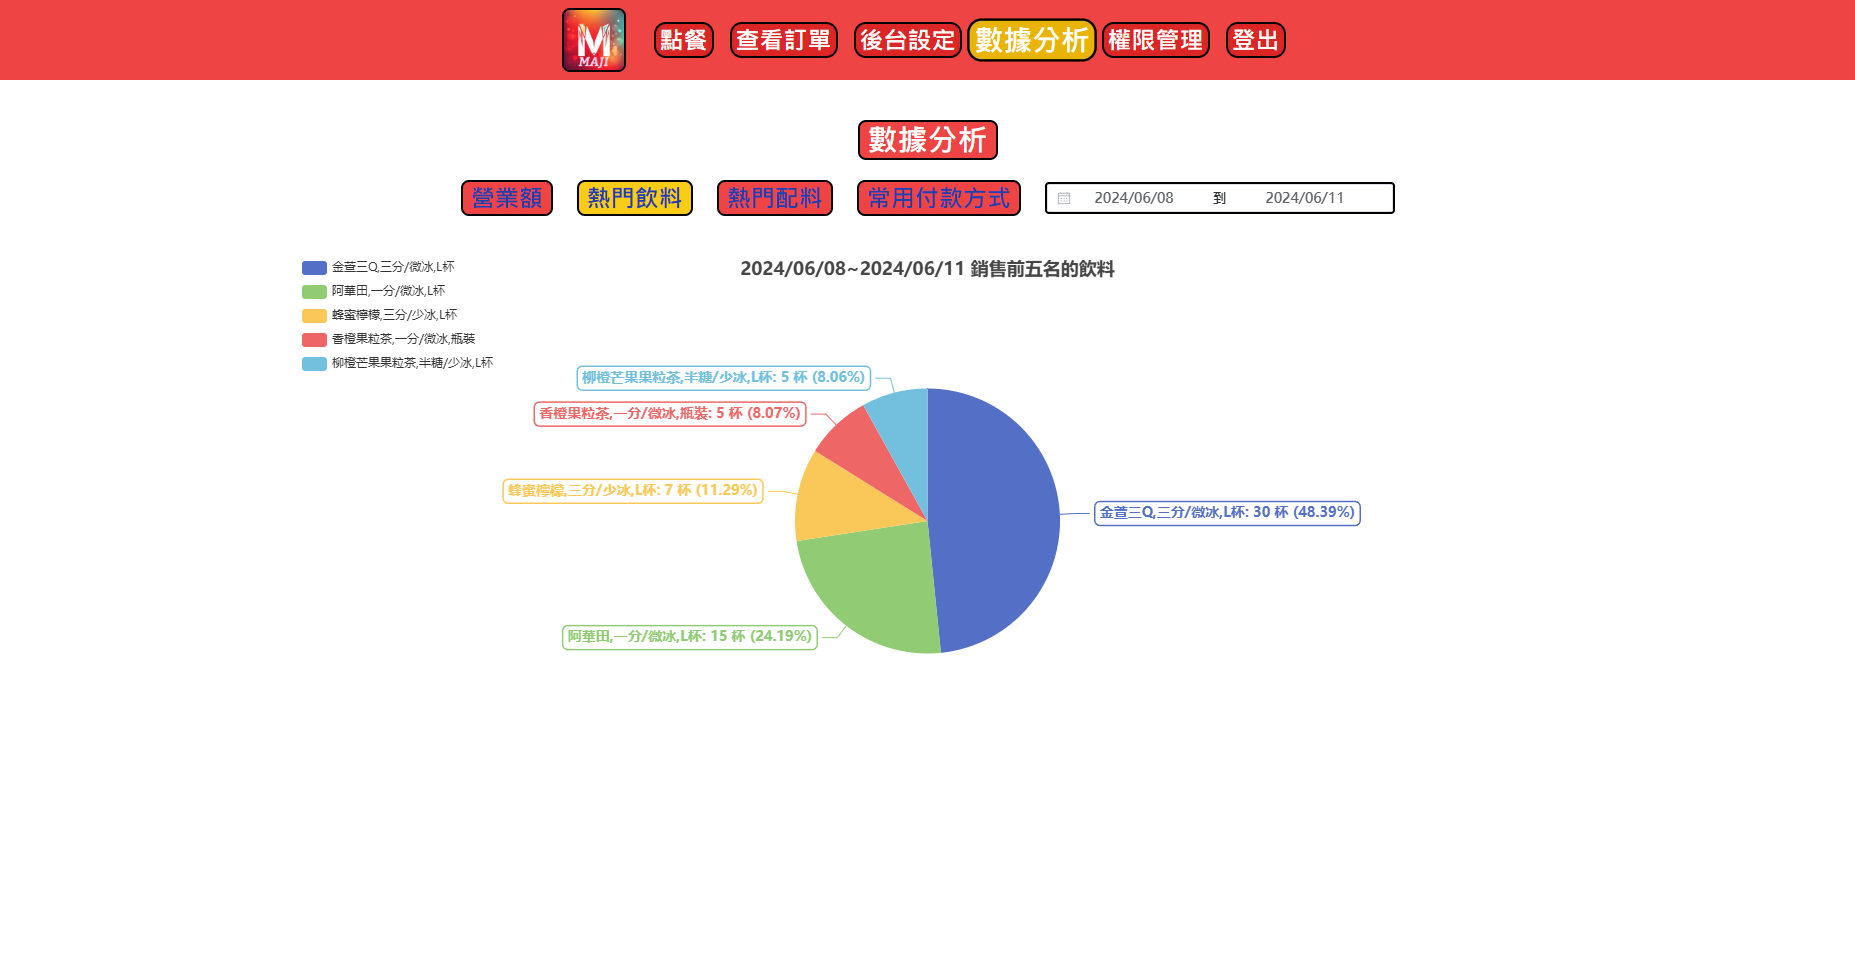 M
MAJI
點餐
查看訂單
後台設定
數據分析
權限管理
登出
數據分析
營業額
熱門飲料
熱門配料
常用付款方式
2024/06/08 到 2024/06/11
2024/06/08~2024/06/11 銷售前五名的飲料
金萱三Q,三分/微冰,L杯
阿華田,一分/微冰,L杯
蜂蜜檸檬,三分/少冰,L杯
香橙果粒茶,一分/微冰,瓶裝
柳橙芒果果粒茶,半糖/少冰,L杯
柳橙芒果果粒茶,半糖/少冰,L杯: 5 杯 (8.06%)
香橙果粒茶,一分/微冰,瓶裝: 5 杯 (8.07%)
蜂蜜檸檬,三分/少冰,L杯: 7 杯 (11.29%)
金萱三Q,三分/微冰,L杯: 30 杯 (48.39%)
阿華田,一分/微冰,L杯: 15 杯 (24.19%)